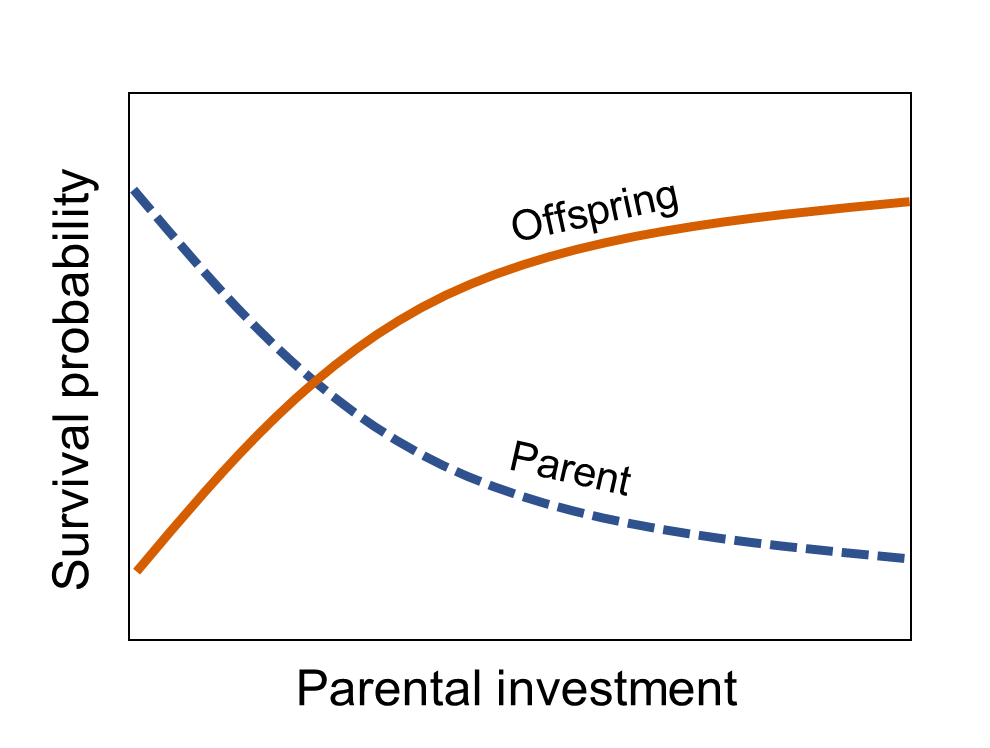 Survival probability
Offspring
Parent
Parental investment